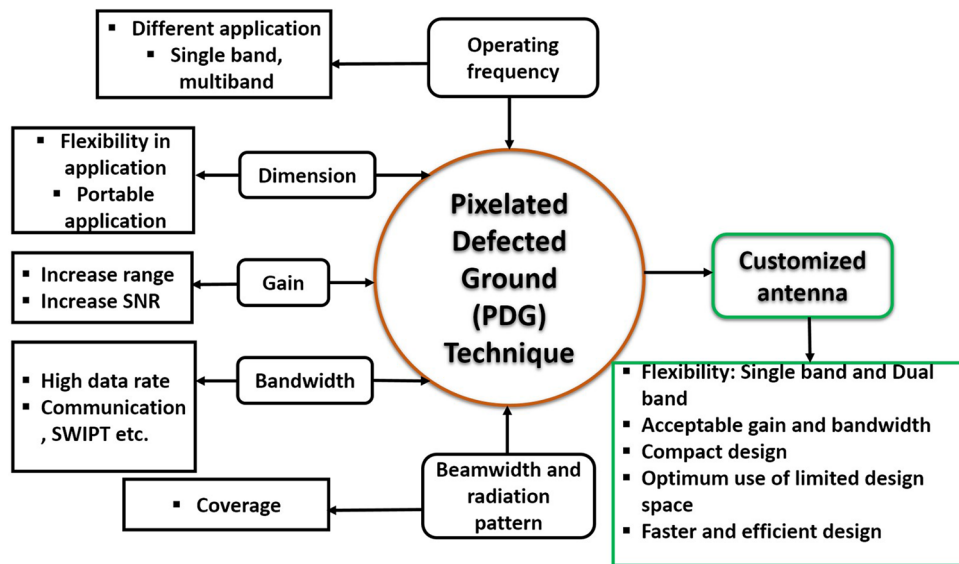 ▪ Different application
▪ Single band,
multiband
Operating
frequency
▪ Flexibility in
application
▪ Portable
application
Dimension
▪ Increase range
▪ Increase SNR
Gain
▪ High data rate
▪ Communication
, SWIPT etc.
Bandwidth
▪ Coverage
Beamwidth and
radiation
pattern
Pixelated
Defected
Ground
(PDG)
Technique
Customized
antenna
▪ Flexibility: Single band and Dual
band
▪ Acceptable gain and bandwidth
▪ Compact design
▪ Optimum use of limited design
space
▪ Faster and efficient design